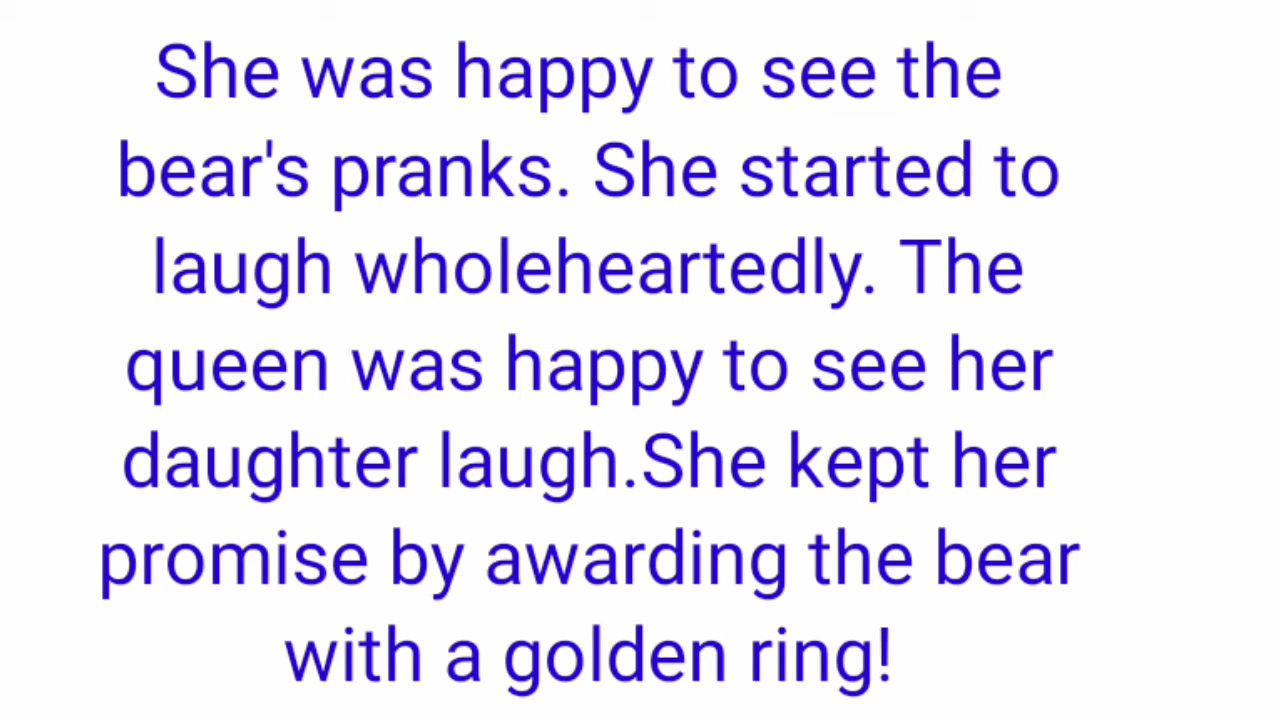 She was happy to see the
bear's pranks. She started to
laugh wholeheartedly. The
queen was happy to see her
daughter laugh.She kept her
promise by awarding the bear
with a golden ring!